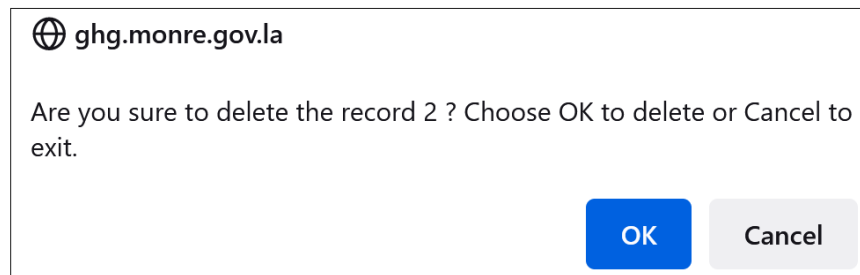 ghg.monre.gov.la
Are you sure to delete the record 2 ? Choose OK to delete or Cancel to
exit.
OK Cancel